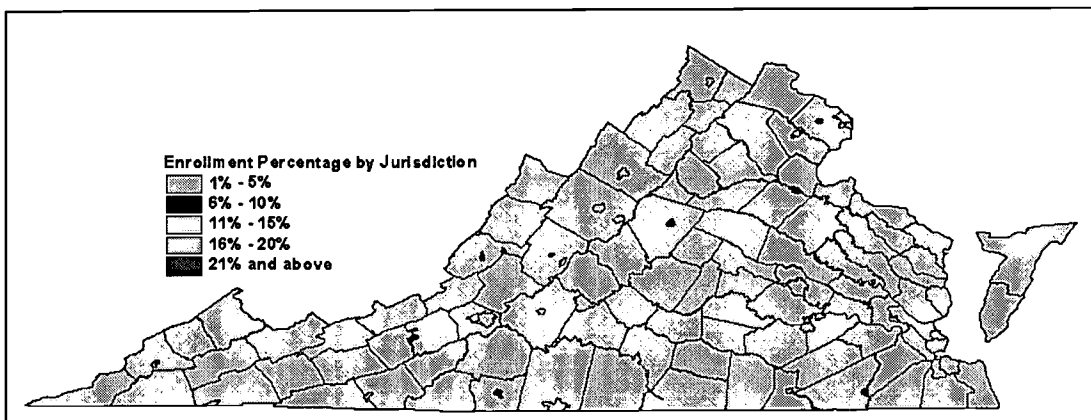 Enrollment Percentage by Jurisdiction
1% - 5%
6% - 10%
11% - 15%
16% - 20%
21% and above